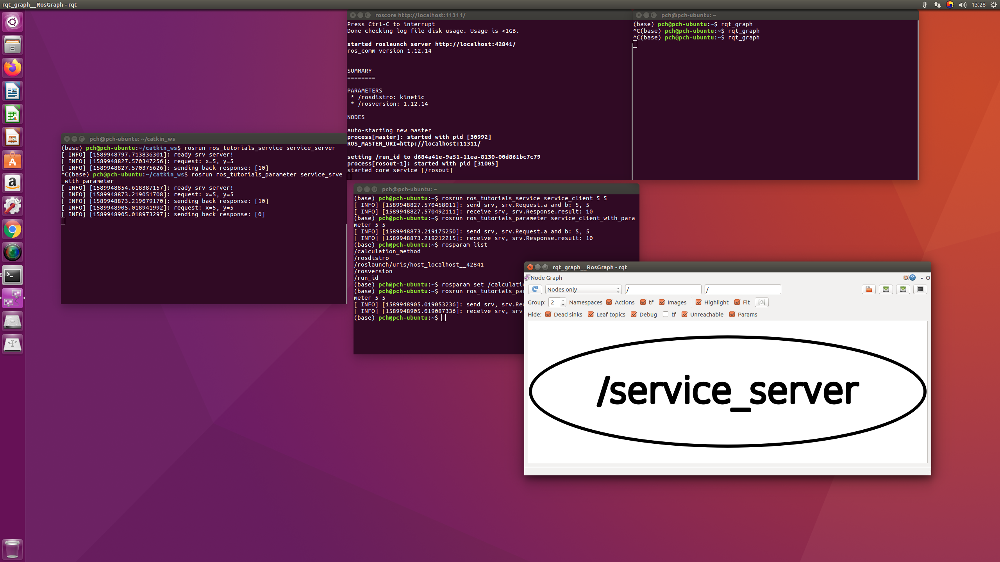 rqt_graph__RosGraph - rqt
13:28
roscore http://localhost:11311/
Press Ctrl-C to interrupt
Done checking log file disk usage. Usage is <1GB.
started roslaunch server http://localhost:42841/
ros_comm version 1.12.14
SUMMARY
========
PARAMETERS
* /rosdistro: kinetic
* /rosversion: 1.12.14
NODES
auto-starting new master
process[master]: started with pid [30992]
ROS_MASTER_URI=http://localhost:11311/
setting /run_id to d684a41e-9a51-11ea-8130-00d861bc7c79
process[rosout-1]: started with pid [31005]
started core service [/rosout]
pch@pch-ubuntu: ~
(base) pch@pch-ubuntu:~$ rqt_graph
^C(base) pch@pch-ubuntu:~$ rqt_graph
^C(base) pch@pch-ubuntu:~$ rqt_graph
pch@pch-ubuntu: ~/catkin_ws
(base) pch@pch-ubuntu:~/catkin_ws$ rosrun ros_tutorials_service service_server
[ INFO] [1589948797.713836301]: ready srv server!
[ INFO] [1589948827.570347256]: request: x=5, y=5
[ INFO] [1589948827.570375626]: sending back response: [10]
^C(base) pch@pch-ubuntu:~/catkin_ws$ rosrun ros_tutorials_parameter service_srve
_with_parameter
[ INFO] [1589948854.618387157]: ready srv server!
[ INFO] [1589948873.219051708]: request: x=5, y=5
[ INFO] [1589948873.219079170]: sending back response: [10]
[ INFO] [1589948905.018941992]: request: x=5, y=5
[ INFO] [1589948905.018973297]: sending back response: [0]
pch@pch-ubuntu: ~
(base) pch@pch-ubuntu:~$ rosrun ros_tutorials_service service_client 5 5
[ INFO] [1589948827.570458011]: send srv, srv.Request.a and b: 5, 5
[ INFO] [1589948827.570492111]: receive srv, srv.Response.result: 10
(base) pch@pch-ubuntu:~$ rosrun ros_tutorials_parameter service_client_with_para
meter 5 5
[ INFO] [1589948873.219175250]: send srv, srv.Request.a and b: 5, 5
[ INFO] [1589948873.219212215]: receive srv, srv.Response.result: 10
(base) pch@pch-ubuntu:~$ rosparam list
/calculation_method
/rosdistro
/roslaunch/uris/host_localhost__42841
/rosversion
/run_id
(base) pch@pch-ubuntu:~$ rosparam set /calculatio
(base) pch@pch-ubuntu:~$ rosrun ros_tutorials_par
meter 5 5
[ INFO] [1589948905.019053236]: send srv, srv.Req
[ INFO] [1589948905.019087336]: receive srv, srv.
(base) pch@pch-ubuntu:~$
rqt_graph__RosGraph - rqt
Node Graph
D ? - O
Nodes only / /
Group: 2 Namespaces Actions tf Images Highlight Fit
Hide: Dead sinks Leaf topics Debug tf Unreachable Params
/service_server